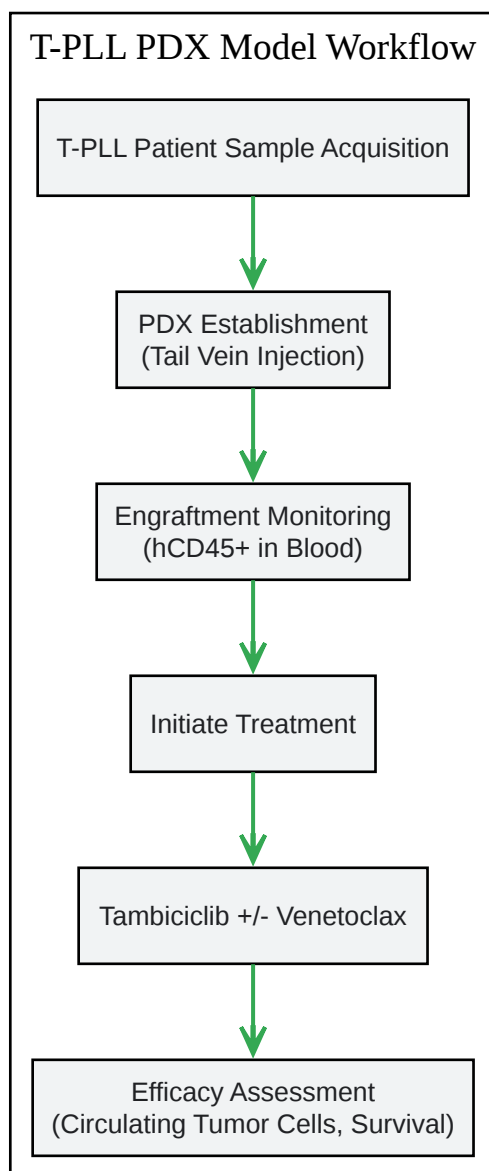 T-PLL PDX Model Workflow
T-PLL Patient Sample Acquisition
PDX Establishment
(Tail Vein Injection)
Engraftment Monitoring
(hCD45+ in Blood)
Initiate Treatment
Tambiciclib +/- Venetoclax
Efficacy Assessment
(Circulating Tumor Cells, Survival)